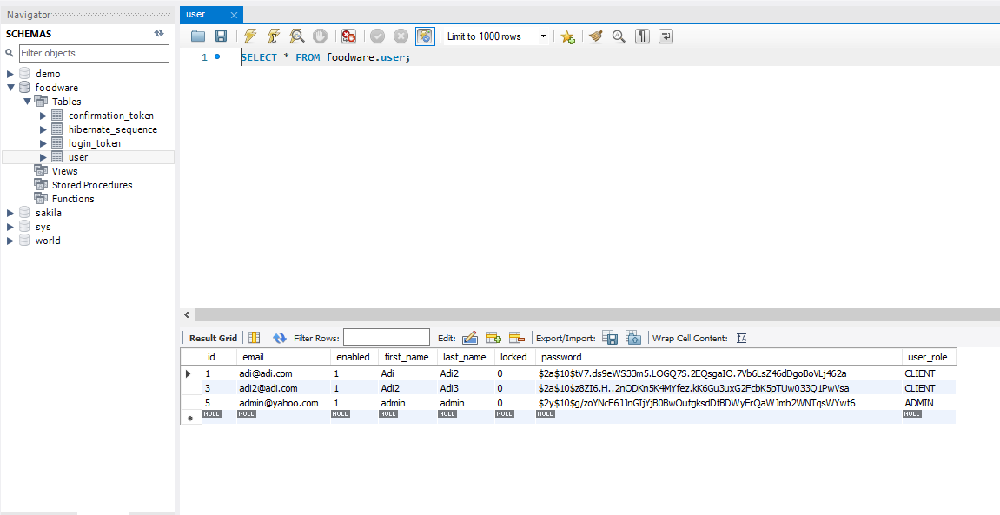 Navigator
SCHEMAS
Filter objects
demo
foodware
Tables
confirmation_token
hibernate_sequence
login_token
user
Views
Stored Procedures
Functions
sakila
sys
world
user
Limit to 1000 rows
1 SELECT * FROM foodware.user;
Result Grid Filter Rows: Edit: Export/Import: Wrap Cell Content:
id email enabled first_name last_name locked password user_role
1 adi@adi.com 1 Adi Adi2 0 $2a$10$tV7.ds9eWS33m5.LOGQ7S.2EQsgaIO.7Vb6LsZ46dDgoBoVLj462a CLIENT
3 adi2@adi.com 1 Adi2 Adi3 0 $2a$10$z8ZI6.H..2nODKn5K4MYfez.kK6Gu3uxG2FcbK5pTUw033Q1PwVsa CLIENT
5 admin@yahoo.com 1 admin admin 0 $2y$10$g/zoYNcF6JJnGIjYjB0BwOufgksdDtBDWyFrQaWJmb2WNTqsWYwt6 ADMIN
NULL NULL NULL NULL NULL NULL NULL NULL